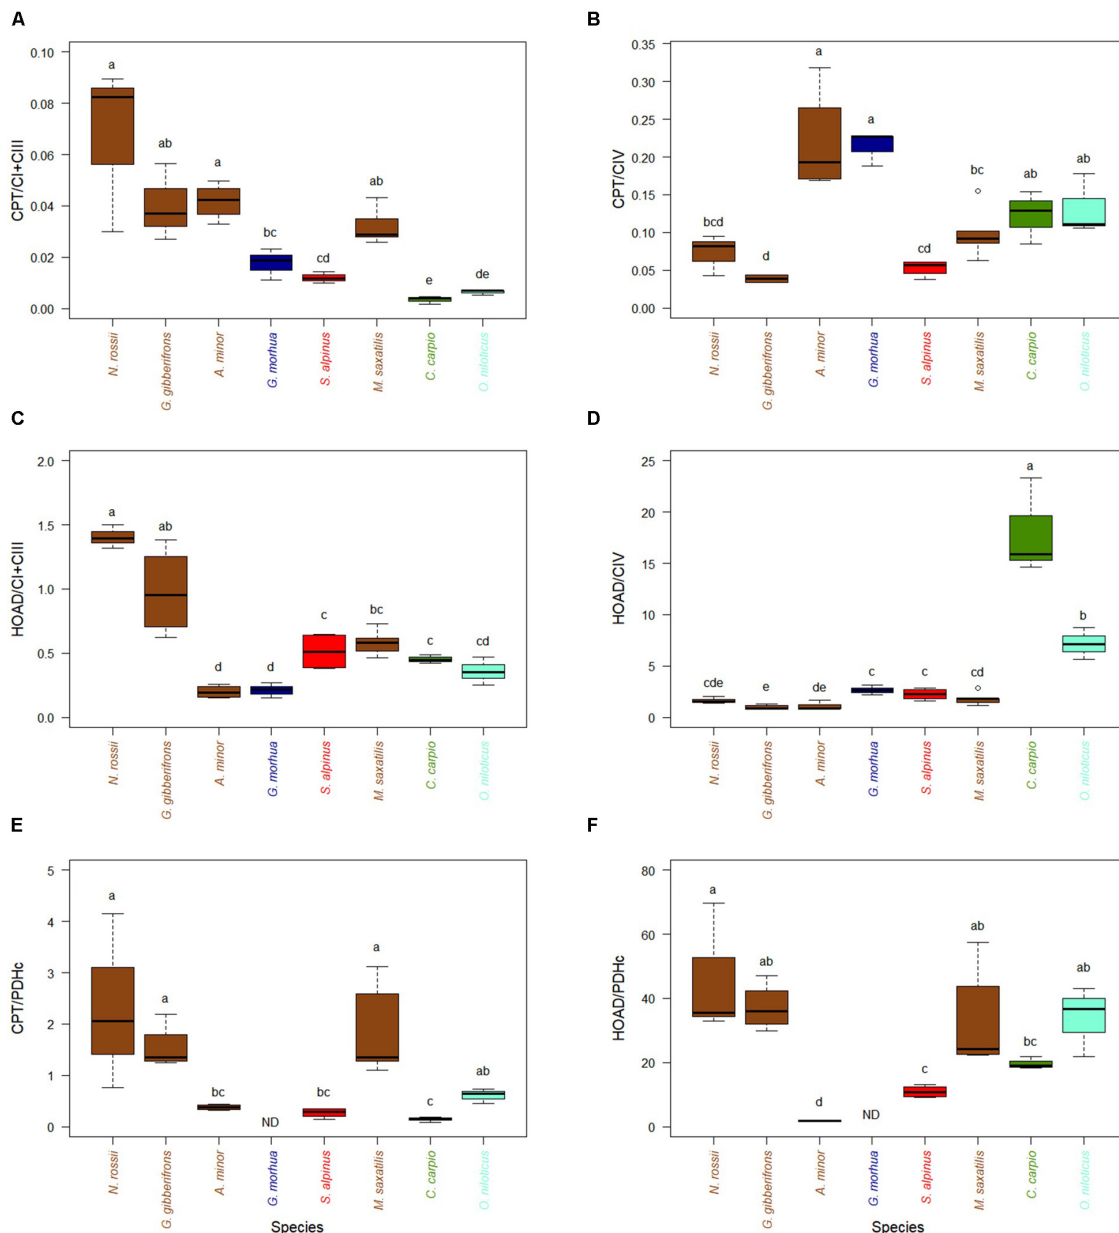 A
CPT/CI+CIII
0.10
0.08
0.06
0.04
0.02
0.00
a
ab
a
bc
cd
ab
e
de
N. rossii
G. gibberifrons
A. minor
G. morhua
S. alpinus
M. saxatilis
C. carpio
O. niloticus
B
CPT/CIV
0.35
0.30
0.25
0.20
0.15
0.10
0.05
0.00
bcd
d
a
a
cd
bc
ab
ab
N. rossii
G. gibberifrons
A. minor
G. morhua
S. alpinus
M. saxatilis
C. carpio
O. niloticus
C
HOAD/CI+CIII
2.0
1.5
1.0
0.5
0.0
a
ab
d
d
c
bc
c
cd
N. rossii
G. gibberifrons
A. minor
G. morhua
S. alpinus
M. saxatilis
C. carpio
O. niloticus
D
HOAD/CIV
25
20
15
10
5
0
cde
e
de
c
c
cd
a
b
N. rossii
G. gibberifrons
A. minor
G. morhua
S. alpinus
M. saxatilis
C. carpio
O. niloticus
E
CPT/PDHc
5
4
3
2
1
0
a
a
bc
ND
bc
a
c
ab
N. rossii
G. gibberifrons
A. minor
G. morhua
S. alpinus
M. saxatilis
C. carpio
O. niloticus
Species
F
HOAD/PDHc
80
60
40
20
0
a
ab
d
ND
c
ab
bc
ab
N. rossii
G. gibberifrons
A. minor
G. morhua
S. alpinus
M. saxatilis
C. carpio
O. niloticus
Species